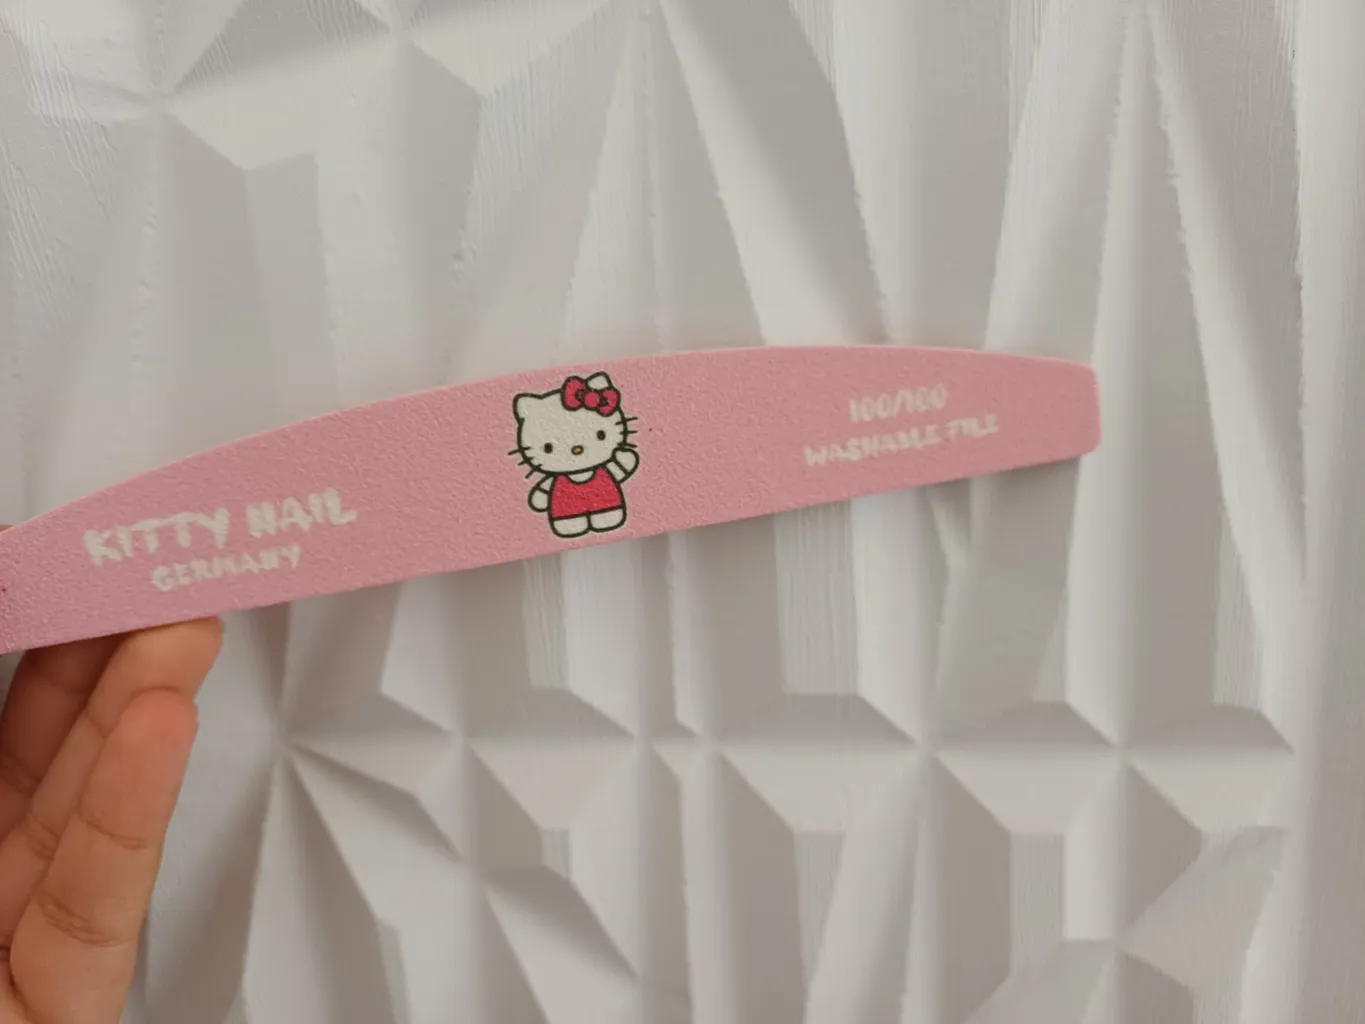 KITTY NAIL
GERMANY
100/100
WASHABLE FILE